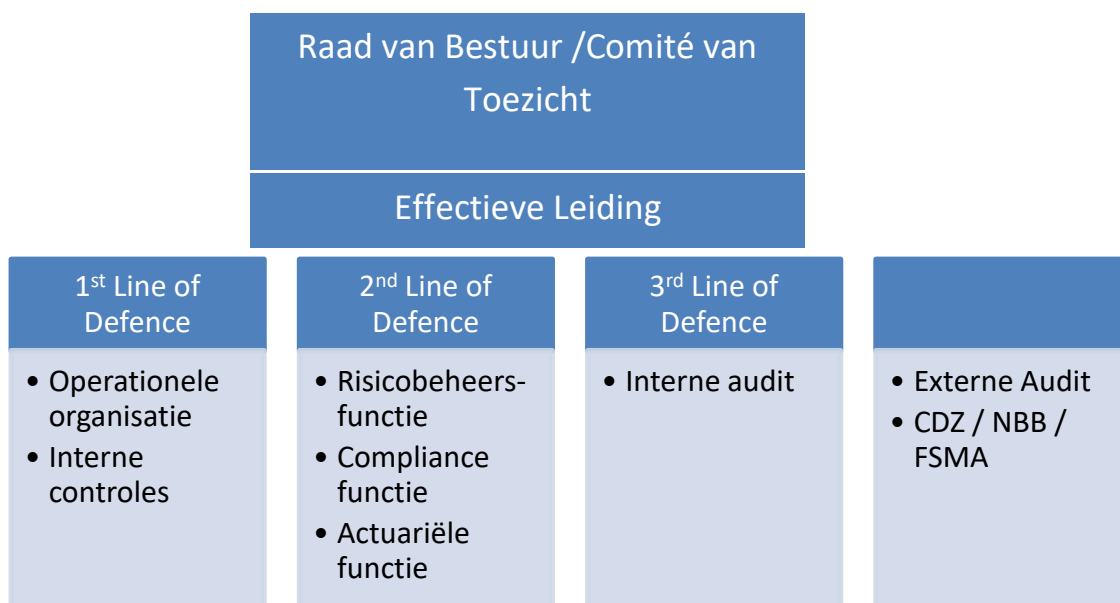 Raad van Bestuur /Comité van
Toezicht
Effectieve Leiding
1st Line of
Defence
• Operationele
organisatie
• Interne
controles
2nd Line of
Defence
• Risicobeheers-
functie
• Compliance
functie
• Actuariële
functie
3rd Line of
Defence
• Interne audit
• Externe Audit
• CDZ / NBB /
FSMA